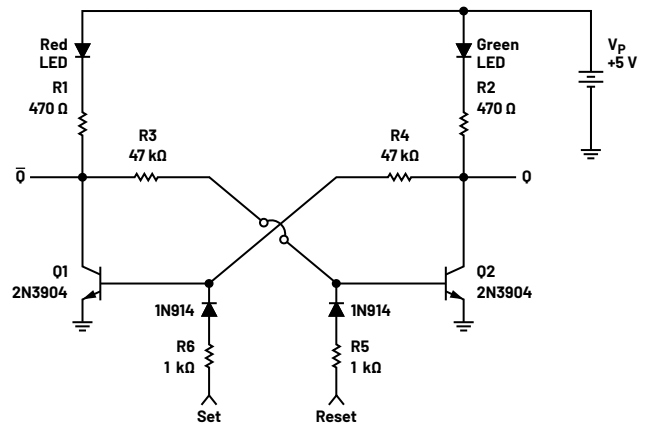 Red
LED
Green
LED
V_P
+5 V
R1
470 Ω
R2
470 Ω
R3
47 kΩ
R4
47 kΩ
Q̅
Q
Q1
2N3904
Q2
2N3904
1N914
1N914
R6
1 kΩ
R5
1 kΩ
Set
Reset